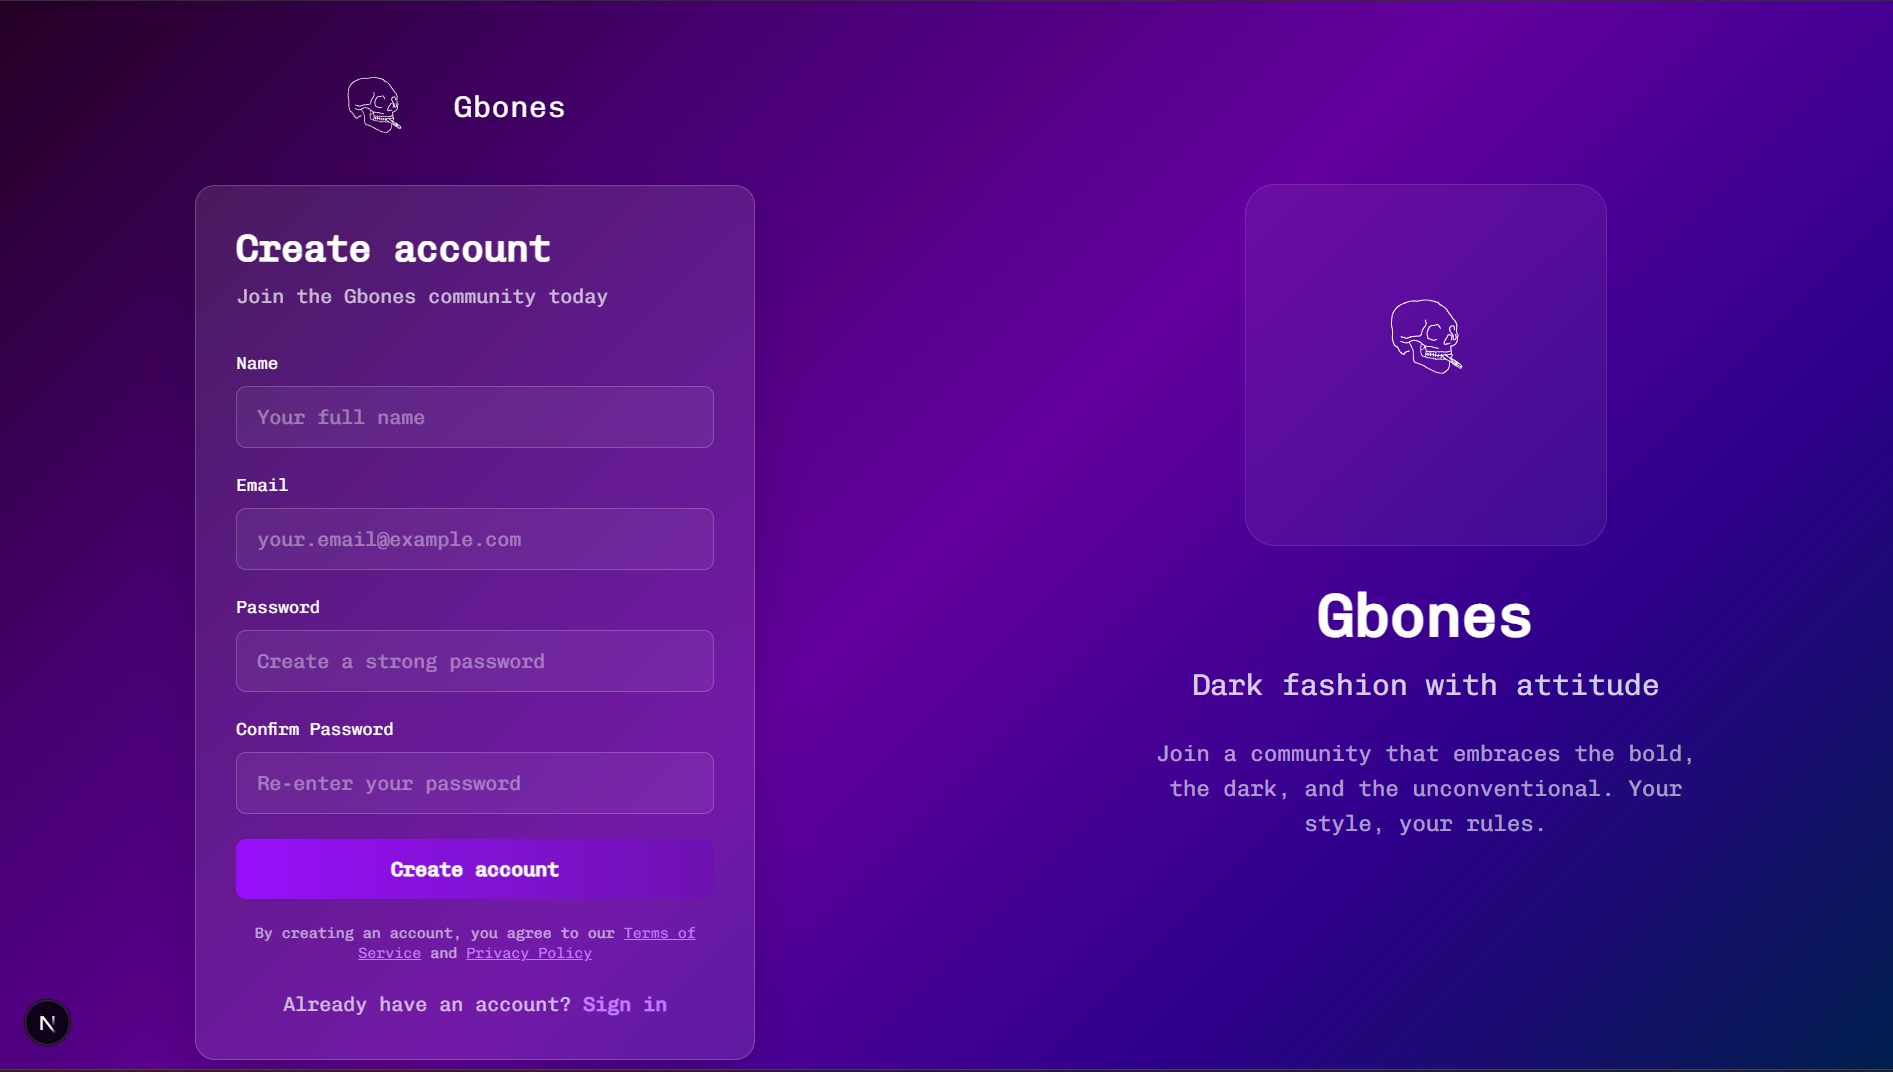 Gbones
Create account
Join the Gbones community today
Name
Your full name
Email
your.email@example.com
Password
Create a strong password
Confirm Password
Re-enter your password
Create account
By creating an account, you agree to our Terms of
Service and Privacy Policy
Already have an account? Sign in
Gbones
Dark fashion with attitude
Join a community that embraces the bold,
the dark, and the unconventional. Your
style, your rules.
N